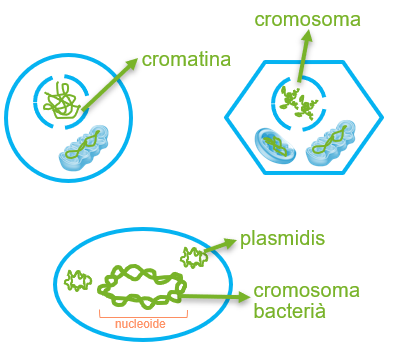 cromosoma
cromatina
plasmidis
cromosoma
bacterià
nucleoide